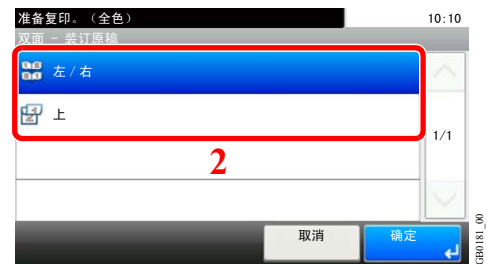 准备复印。（全色） 10:10
双面 - 装订原稿
左/右
上
1/1
2
取消 确定
GB0181_00